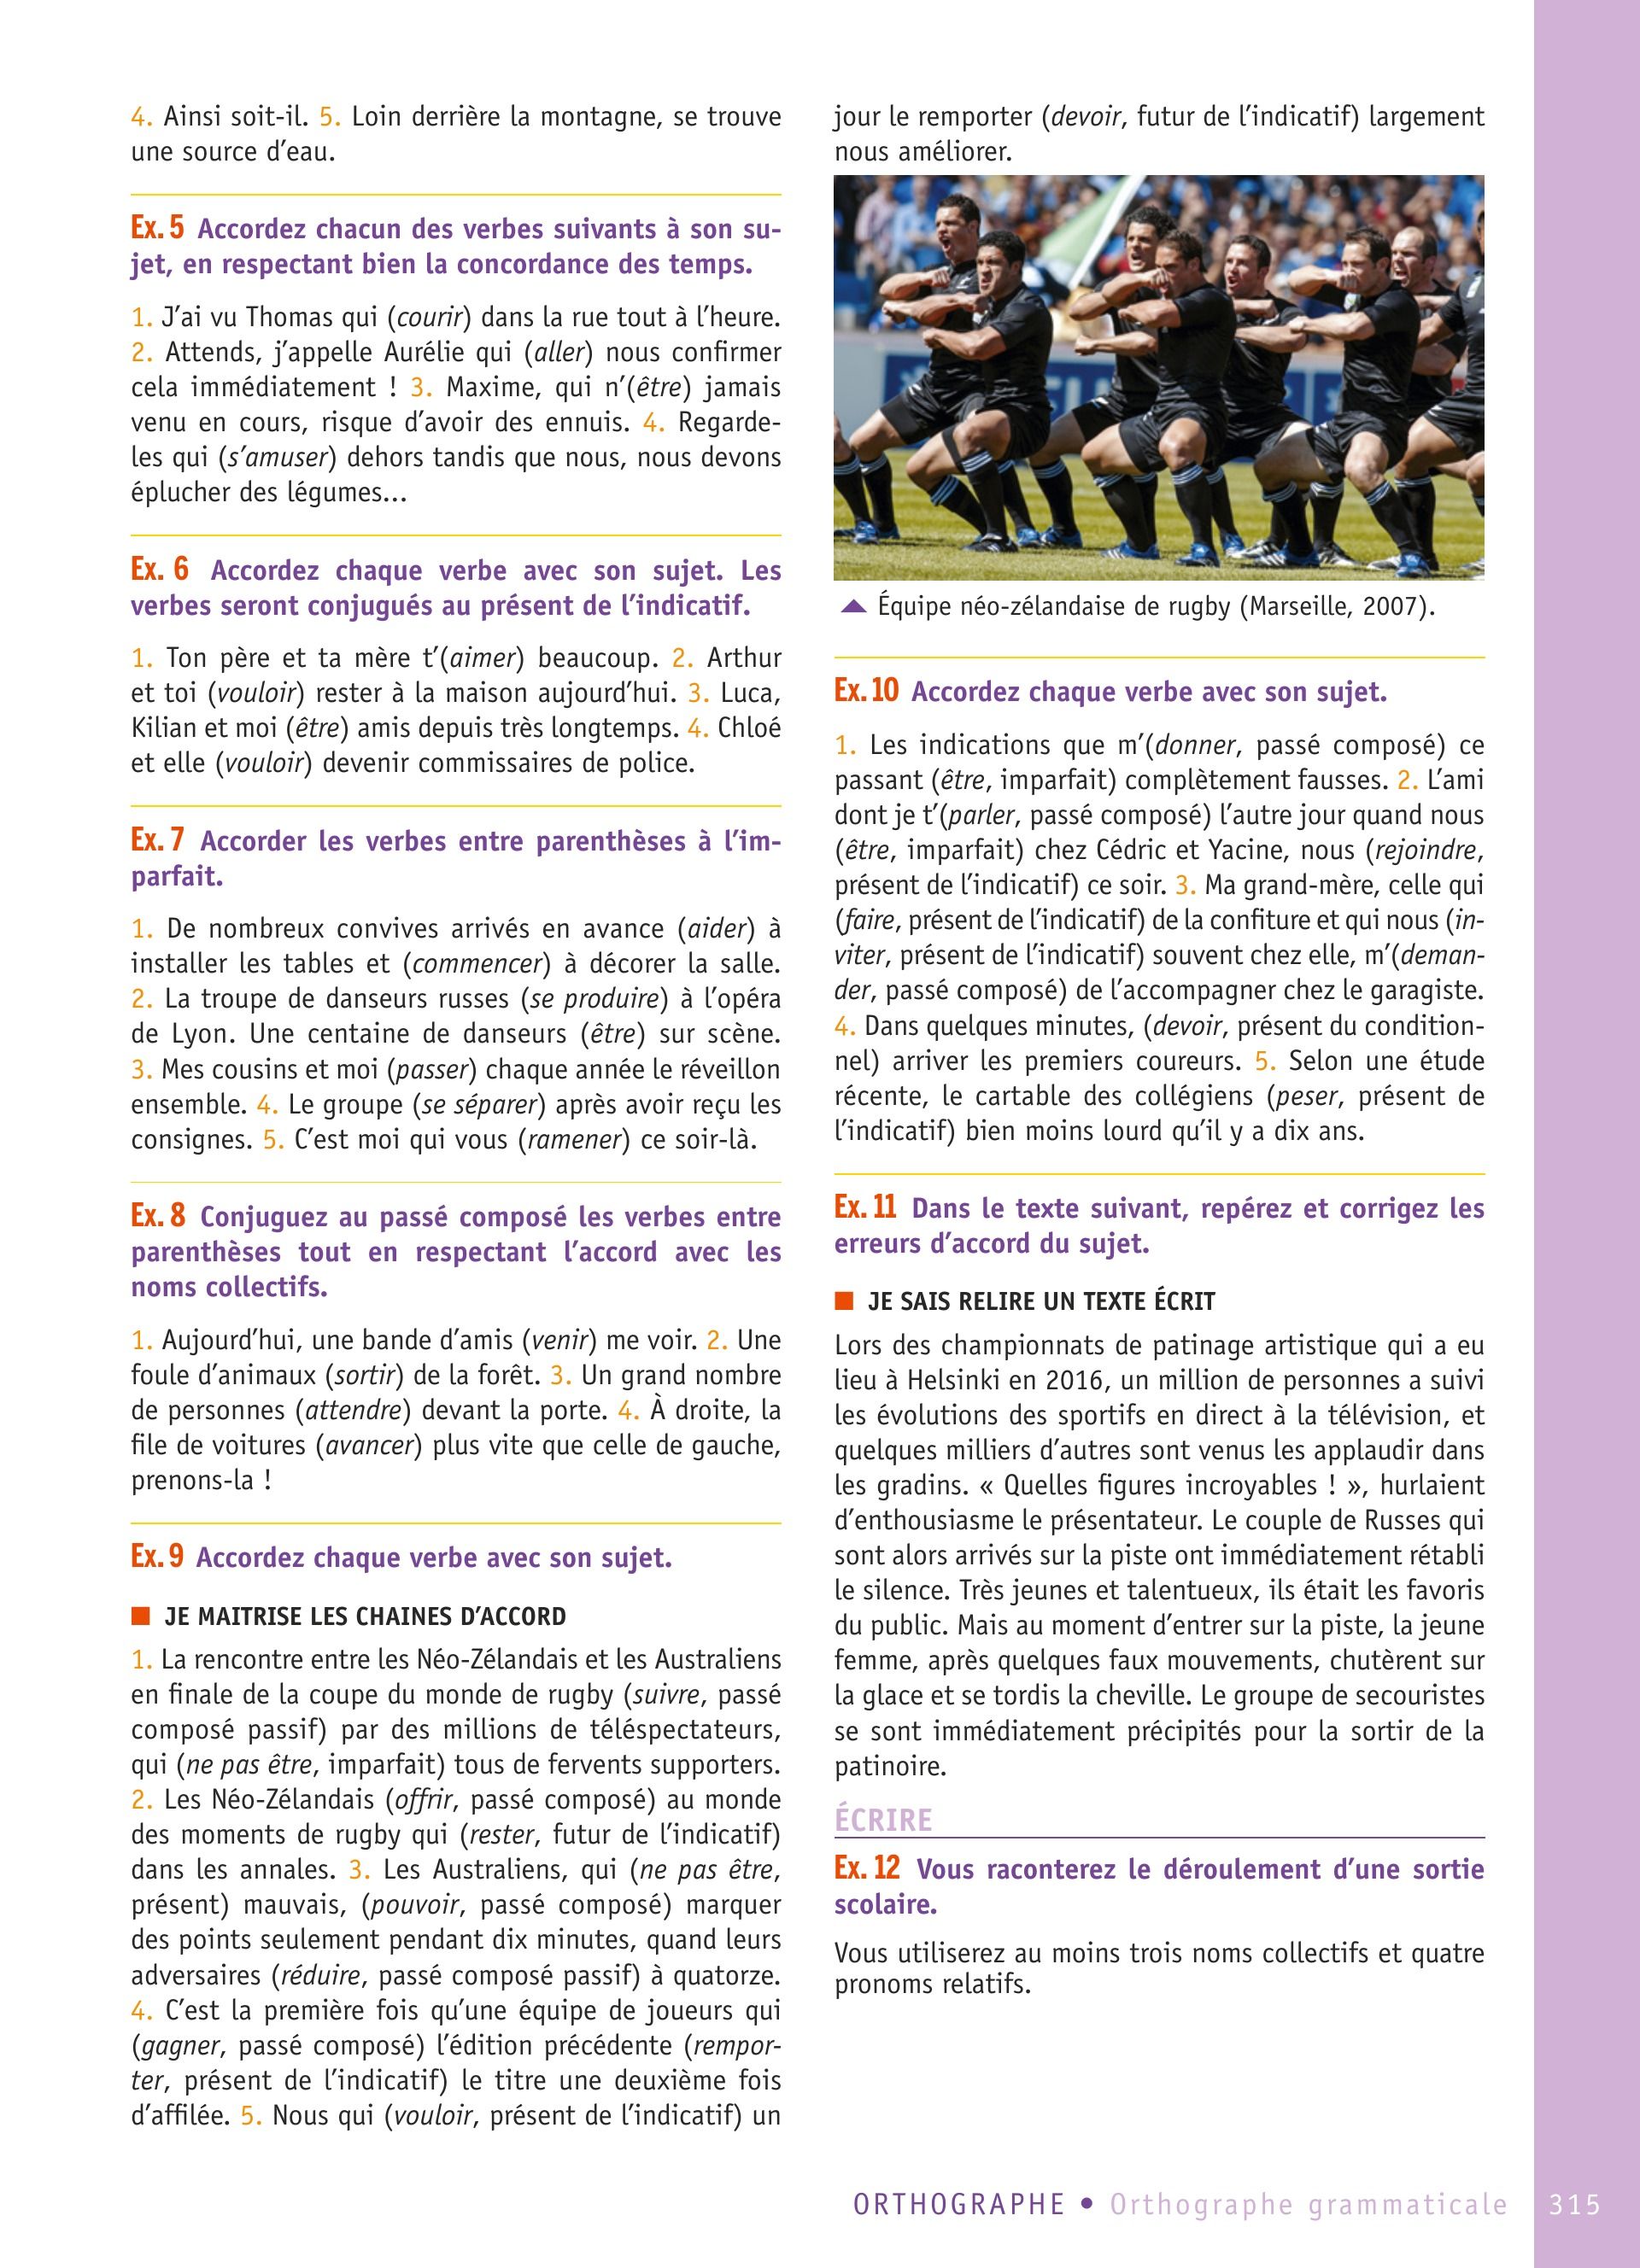 4. Ainsi soit-il. 5. Loin derrière la montagne, se trouve
une source d’eau.
Ex. 5 Accordez chacun des verbes suivants à son su-
jet, en respectant bien la concordance des temps.
1. J’ai vu Thomas qui (courir) dans la rue tout à l’heure.
2. Attends, j’appelle Aurélie qui (aller) nous confirmer
cela immédiatement ! 3. Maxime, qui n’(être) jamais
venu en cours, risque d’avoir des ennuis. 4. Regarde-
les qui (s’amuser) dehors tandis que nous, nous devons
éplucher des légumes...
Ex. 6 Accordez chaque verbe avec son sujet. Les
verbes seront conjugués au présent de l’indicatif.
1. Ton père et ta mère t’(aimer) beaucoup. 2. Arthur
et toi (vouloir) rester à la maison aujourd’hui. 3. Luca,
Kilian et moi (être) amis depuis très longtemps. 4. Chloé
et elle (vouloir) devenir commissaires de police.
Ex. 7 Accorder les verbes entre parenthèses à l’im-
parfait.
1. De nombreux convives arrivés en avance (aider) à
installer les tables et (commencer) à décorer la salle.
2. La troupe de danseurs russes (se produire) à l’opéra
de Lyon. Une centaine de danseurs (être) sur scène.
3. Mes cousins et moi (passer) chaque année le réveillon
ensemble. 4. Le groupe (se séparer) après avoir reçu les
consignes. 5. C’est moi qui vous (ramener) ce soir-là.
Ex. 8 Conjuguez au passé composé les verbes entre
parenthèses tout en respectant l’accord avec les
noms collectifs.
1. Aujourd’hui, une bande d’amis (venir) me voir. 2. Une
foule d’animaux (sortir) de la forêt. 3. Un grand nombre
de personnes (attendre) devant la porte. 4. À droite, la
file de voitures (avancer) plus vite que celle de gauche,
prenons-la !
Ex. 9 Accordez chaque verbe avec son sujet.
JE MAITRISE LES CHAINES D’ACCORD
1. La rencontre entre les Néo-Zélandais et les Australiens
en finale de la coupe du monde de rugby (suivre, passé
composé passif) par des millions de téléspectateurs,
qui (ne pas être, imparfait) tous de fervents supporters.
2. Les Néo-Zélandais (offrir, passé composé) au monde
des moments de rugby qui (rester, futur de l’indicatif)
dans les annales. 3. Les Australiens, qui (ne pas être,
présent) mauvais, (pouvoir, passé composé) marquer
des points seulement pendant dix minutes, quand leurs
adversaires (réduire, passé composé passif) à quatorze.
4. C’est la première fois qu’une équipe de joueurs qui
(gagner, passé composé) l’édition précédente (rempor-
ter, présent de l’indicatif) le titre une deuxième fois
d’affilée. 5. Nous qui (vouloir, présent de l’indicatif) un
jour le remporter (devoir, futur de l’indicatif) largement
nous améliorer.
Équipe néo-zélandaise de rugby (Marseille, 2007).
Ex. 10 Accordez chaque verbe avec son sujet.
1. Les indications que m’(donner, passé composé) ce
passant (être, imparfait) complètement fausses. 2. L’ami
dont je t’(parler, passé composé) l’autre jour quand nous
(être, imparfait) chez Cédric et Yacine, nous (rejoindre,
présent de l’indicatif) ce soir. 3. Ma grand-mère, celle qui
(faire, présent de l’indicatif) de la confiture et qui nous (in-
viter, présent de l’indicatif) souvent chez elle, m’(deman-
der, passé composé) de l’accompagner chez le garagiste.
4. Dans quelques minutes, (devoir, présent du condition-
nel) arriver les premiers coureurs. 5. Selon une étude
récente, le cartable des collégiens (peser, présent de
l’indicatif) bien moins lourd qu’il y a dix ans.
Ex. 11 Dans le texte suivant, repérez et corrigez les
erreurs d’accord du sujet.
JE SAIS RELIRE UN TEXTE ÉCRIT
Lors des championnats de patinage artistique qui a eu
lieu à Helsinki en 2016, un million de personnes a suivi
les évolutions des sportifs en direct à la télévision, et
quelques milliers d’autres sont venus les applaudir dans
les gradins. « Quelles figures incroyables ! », hurlaient
d’enthousiasme le présentateur. Le couple de Russes qui
sont alors arrivés sur la piste ont immédiatement rétabli
le silence. Très jeunes et talentueux, ils était les favoris
du public. Mais au moment d’entrer sur la piste, la jeune
femme, après quelques faux mouvements, chutèrent sur
la glace et se tordis la cheville. Le groupe de secouristes
se sont immédiatement précipités pour la sortir de la
patinoire.
ÉCRIRE
Ex. 12 Vous raconterez le déroulement d’une sortie
scolaire.
Vous utiliserez au moins trois noms collectifs et quatre
pronoms relatifs.
ORTHOGRAPHE • Orthographe grammaticale 315